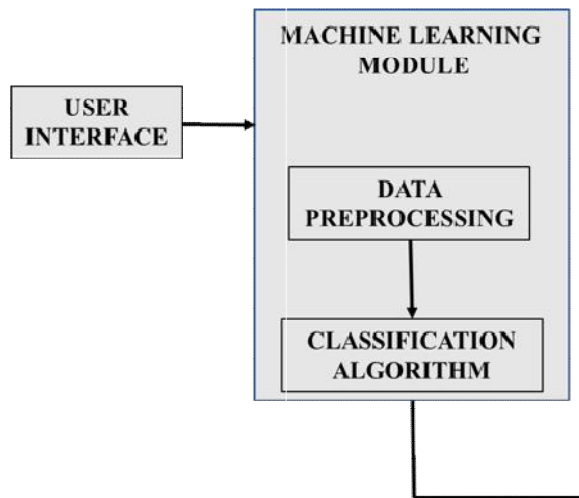 MACHINE LEARNING
MODULE
USER
INTERFACE
DATA
PREPROCESSING
CLASSIFICATION
ALGORITHM